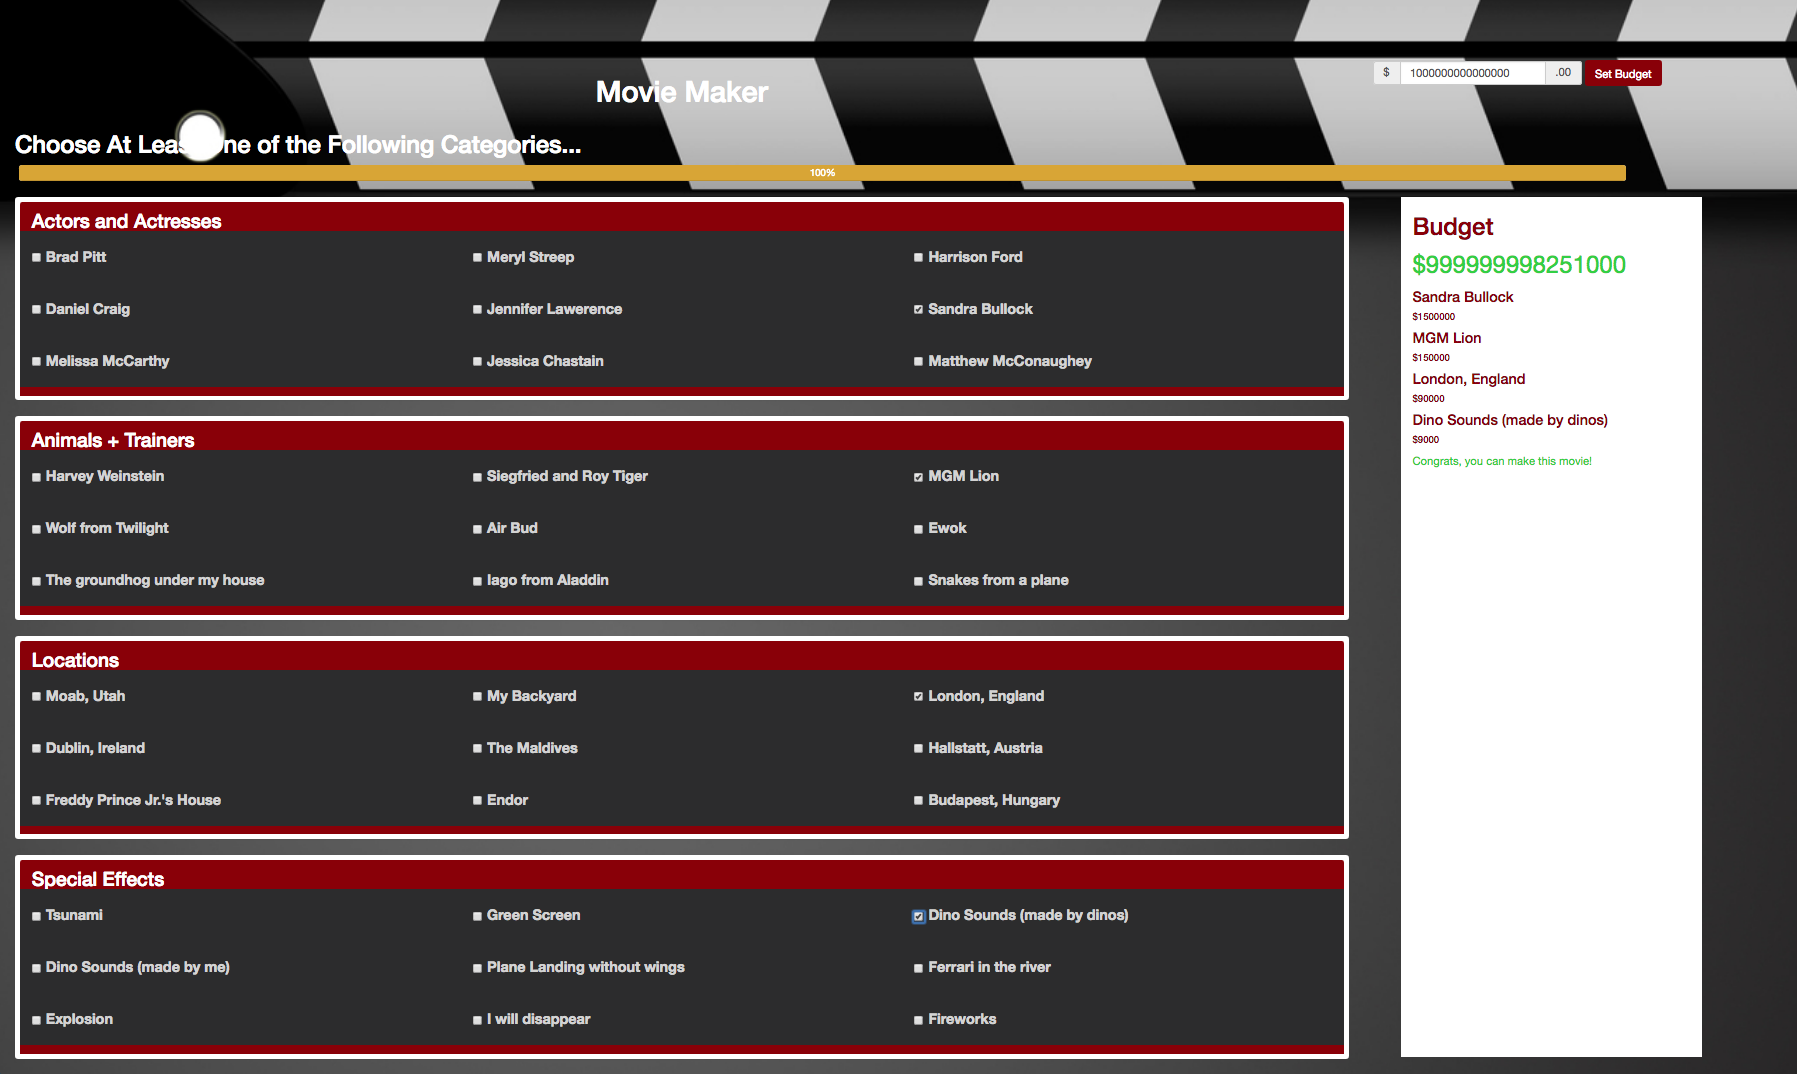 Movie Maker
$ 1000000000000000 .00 Set Budget
Choose At Least One of the Following Categories...
100%
Actors and Actresses
Brad Pitt Meryl Streep Harrison Ford
Daniel Craig Jennifer Lawerence Sandra Bullock
Melissa McCarthy Jessica Chastain Matthew McConaughey
Animals + Trainers
Harvey Weinstein Siegfried and Roy Tiger MGM Lion
Wolf from Twilight Air Bud Ewok
The groundhog under my house Iago from Aladdin Snakes from a plane
Locations
Moab, Utah My Backyard London, England
Dublin, Ireland The Maldives Hallstatt, Austria
Freddy Prince Jr.'s House Endor Budapest, Hungary
Special Effects
Tsunami Green Screen Dino Sounds (made by dinos)
Dino Sounds (made by me) Plane Landing without wings Ferrari in the river
Explosion I will disappear Fireworks
Budget
$999999998251000
Sandra Bullock
$1500000
MGM Lion
$150000
London, England
$90000
Dino Sounds (made by dinos)
$9000
Congrats, you can make this movie!